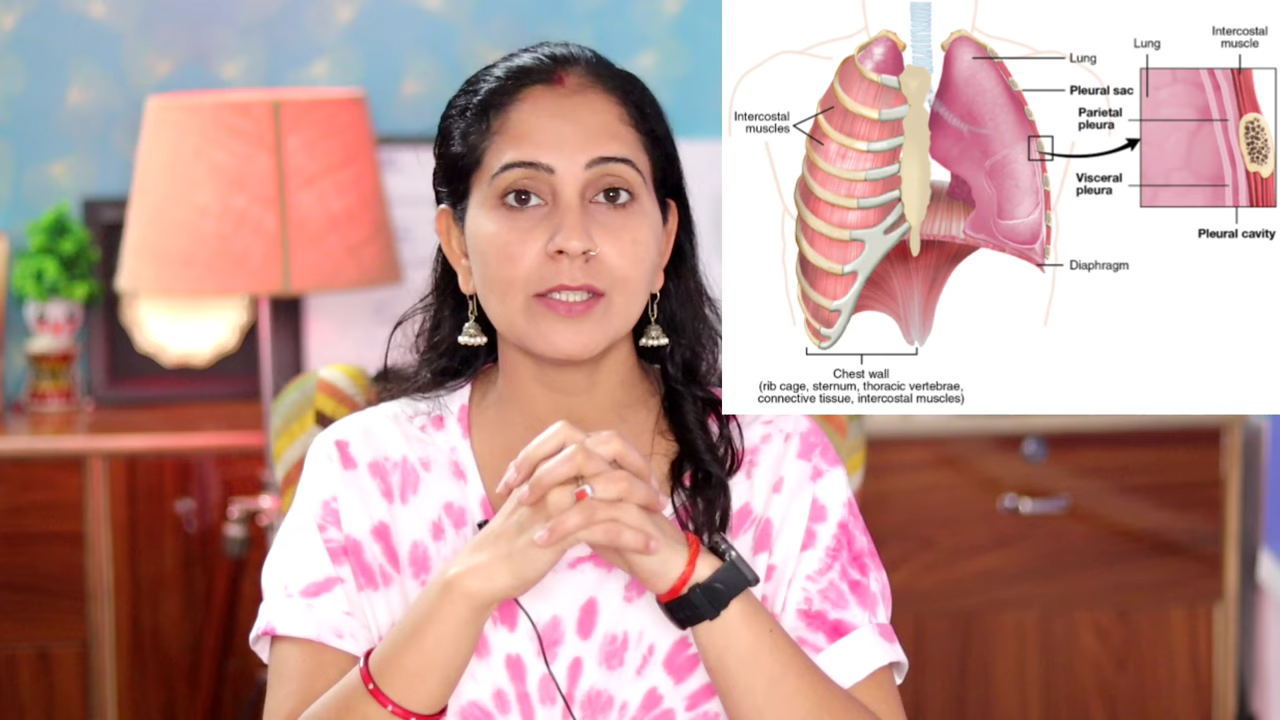 Lung
Pleural sac
Parietal
pleura
Visceral
pleura
Diaphragm
Intercostal
muscles
Chest wall
(rib cage, sternum, thoracic vertebrae,
connective tissue, intercostal muscles)
Lung
Intercostal
muscle
Pleural cavity